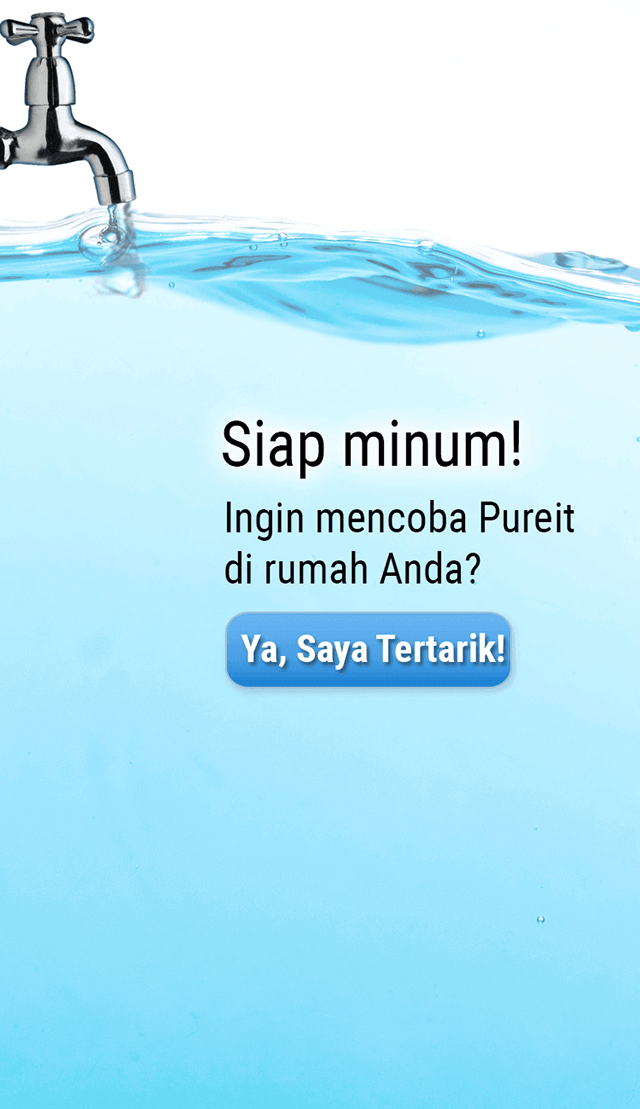 Siap minum!
Ingin mencoba Pureit
di rumah Anda?
Ya, Saya Tertarik!